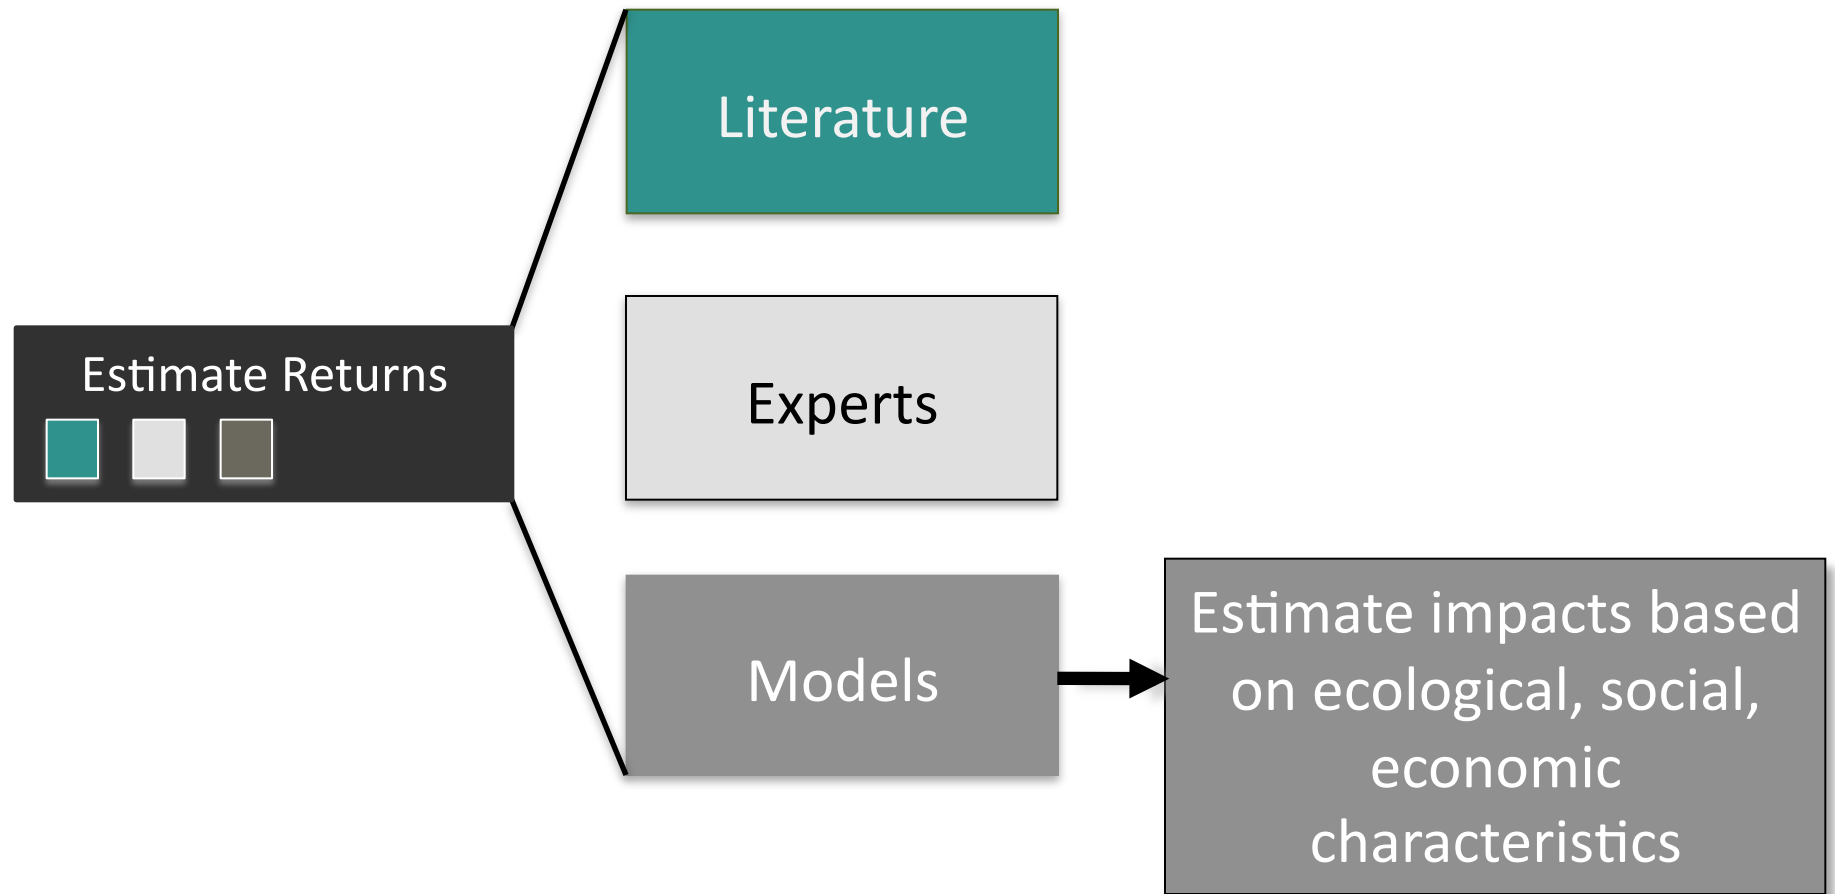 Literature
Estimate Returns
Experts
Models
Estimate impacts based
on ecological, social,
economic
characteristics